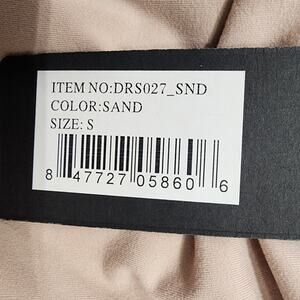 ITEM NO:DRS027_SND
COLOR:SAND
SIZE: S
8 47727 05860 6